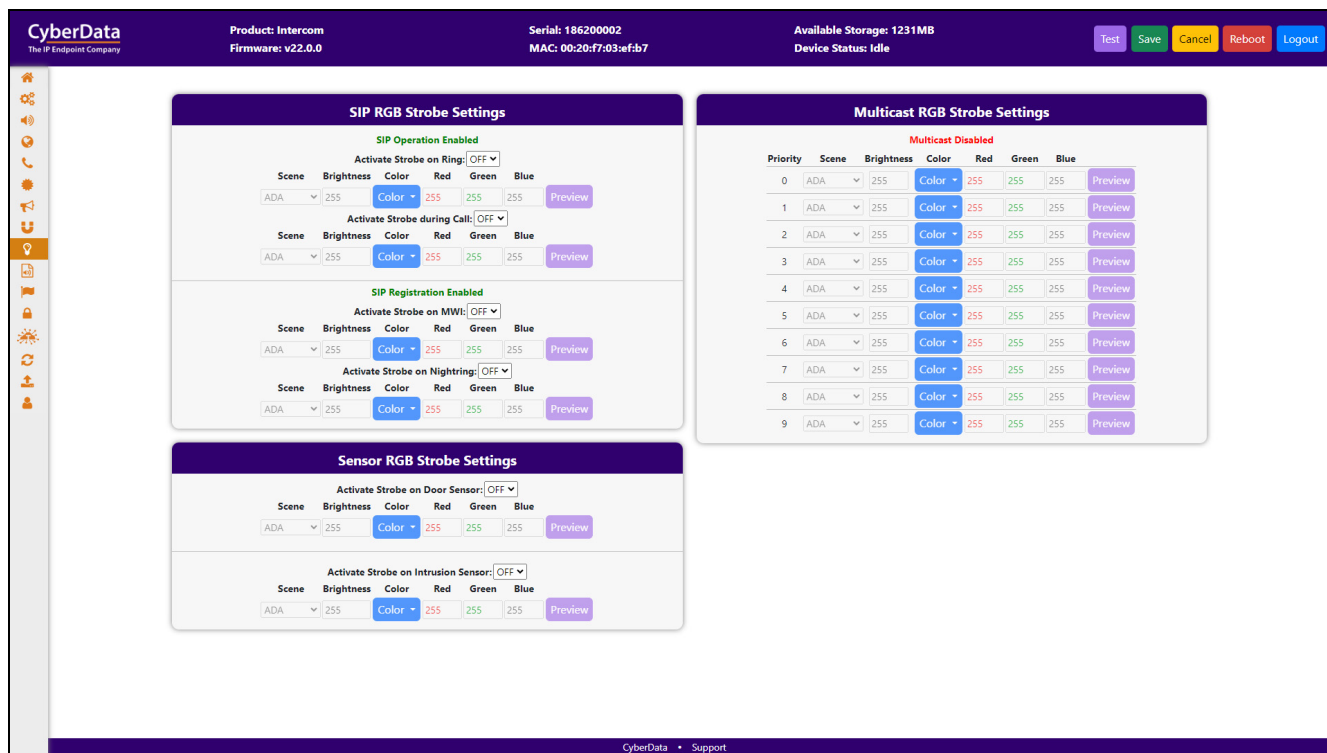 CyberData
The IP Endpoint Company
Product: Intercom
Firmware: v22.0.0
Serial: 186200002
MAC: 00:20:f7:03:ef:b7
Available Storage: 1231MB
Device Status: Idle
Test Save Cancel Reboot Logout
SIP RGB Strobe Settings
SIP Operation Enabled
Activate Strobe on Ring: OFF
Scene Brightness Color Red Green Blue
ADA 255 Color 255 255 255 Preview
Activate Strobe during Call: OFF
Scene Brightness Color Red Green Blue
ADA 255 Color 255 255 255 Preview
SIP Registration Enabled
Activate Strobe on MWI: OFF
Scene Brightness Color Red Green Blue
ADA 255 Color 255 255 255 Preview
Activate Strobe on Nightring: OFF
Scene Brightness Color Red Green Blue
ADA 255 Color 255 255 255 Preview
Sensor RGB Strobe Settings
Activate Strobe on Door Sensor: OFF
Scene Brightness Color Red Green Blue
ADA 255 Color 255 255 255 Preview
Activate Strobe on Intrusion Sensor: OFF
Scene Brightness Color Red Green Blue
ADA 255 Color 255 255 255 Preview
Multicast RGB Strobe Settings
Multicast Disabled
Priority Scene Brightness Color Red Green Blue
0 ADA 255 Color 255 255 255 Preview
1 ADA 255 Color 255 255 255 Preview
2 ADA 255 Color 255 255 255 Preview
3 ADA 255 Color 255 255 255 Preview
4 ADA 255 Color 255 255 255 Preview
5 ADA 255 Color 255 255 255 Preview
6 ADA 255 Color 255 255 255 Preview
7 ADA 255 Color 255 255 255 Preview
8 ADA 255 Color 255 255 255 Preview
9 ADA 255 Color 255 255 255 Preview
CyberData • Support